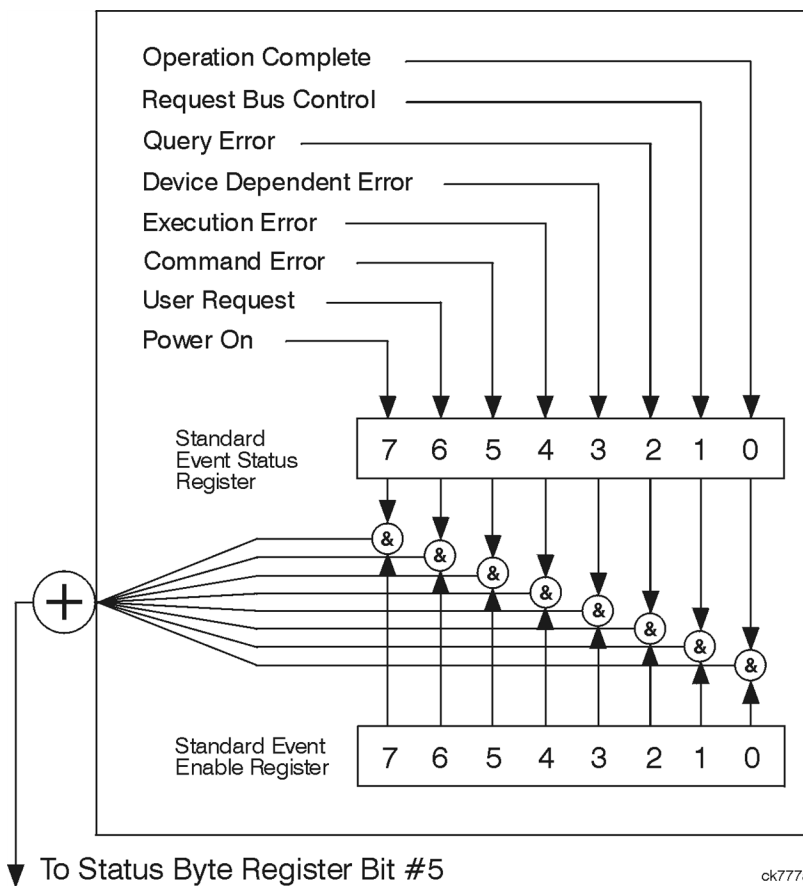 Operation Complete
Request Bus Control
Query Error
Device Dependent Error
Execution Error
Command Error
User Request
Power On
Standard
Event Status
Register
7 6 5 4 3 2 1 0
&
&
&
&
&
&
&
&
+
Standard Event
Enable Register
7 6 5 4 3 2 1 0
To Status Byte Register Bit #5